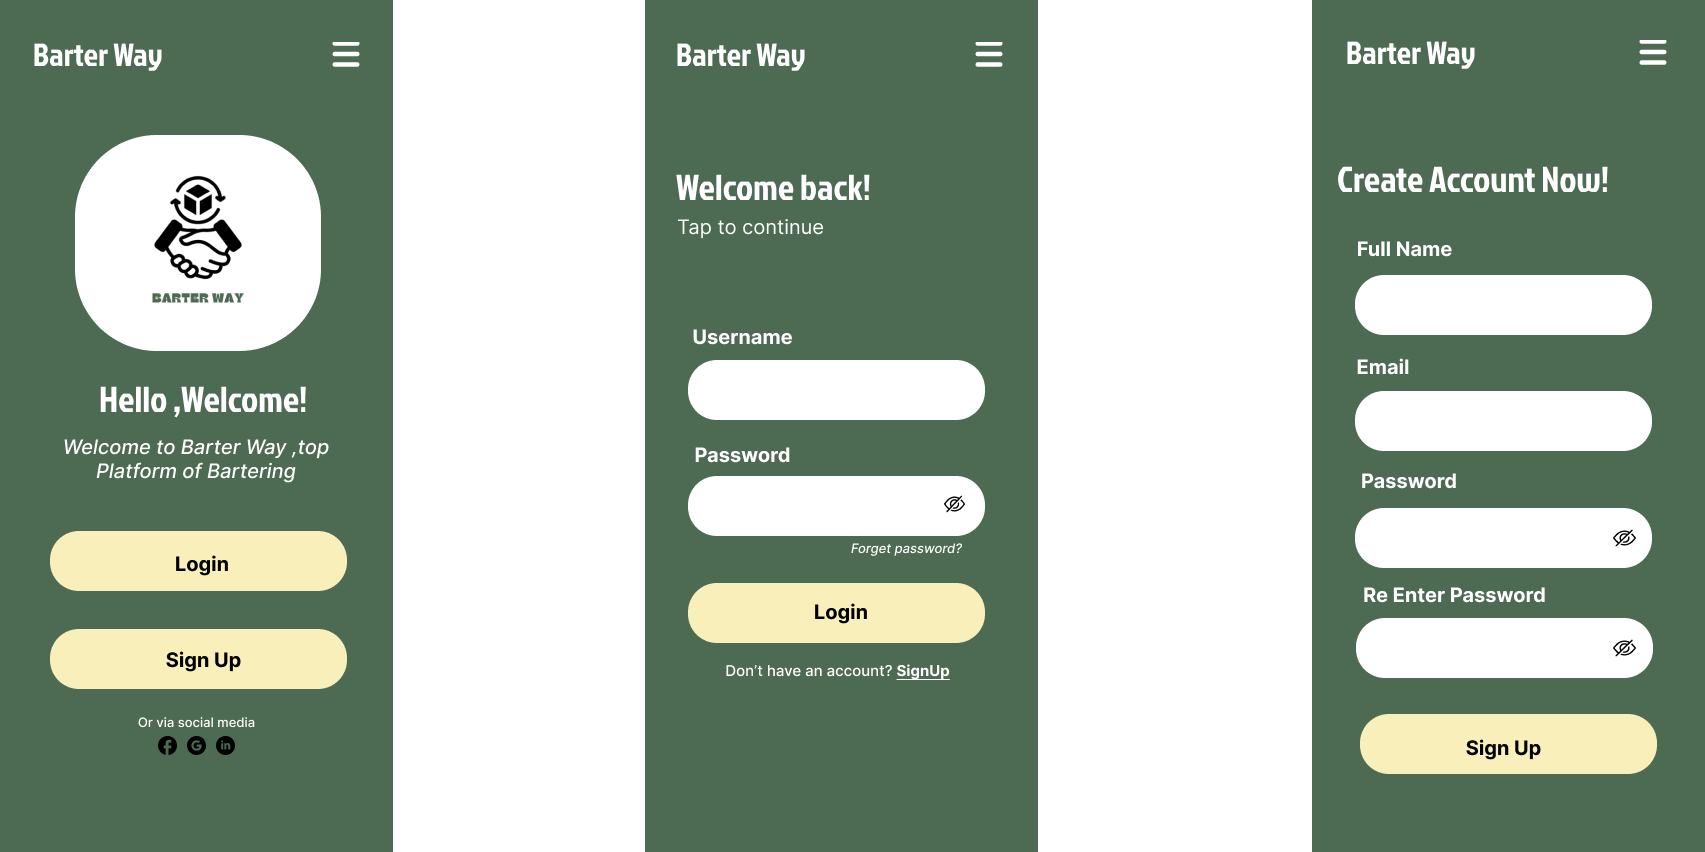 Barter Way
BARTER WAY
Hello ,Welcome!
Welcome to Barter Way ,top
Platform of Bartering
Login
Sign Up
Or via social media
f G in
Barter Way
Welcome back!
Tap to continue
Username
Password
Forget password?
Login
Don't have an account? SignUp
Barter Way
Create Account Now!
Full Name
Email
Password
Re Enter Password
Sign Up